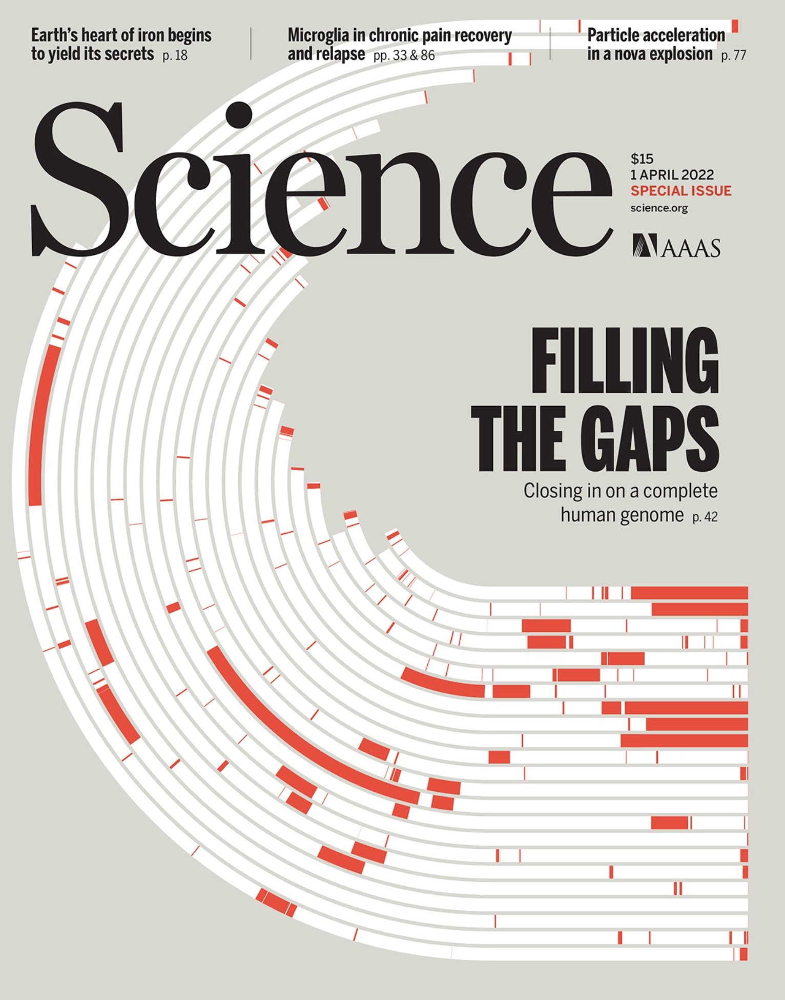 Earth's heart of iron begins
to yield its secrets p. 18
Microglia in chronic pain recovery
and relapse pp. 33 & 86
Particle acceleration
in a nova explosion p. 77
Science
$15
1 APRIL 2022
SPECIAL ISSUE
science.org
AAAS
FILLING
THE GAPS
Closing in on a complete
human genome p. 42